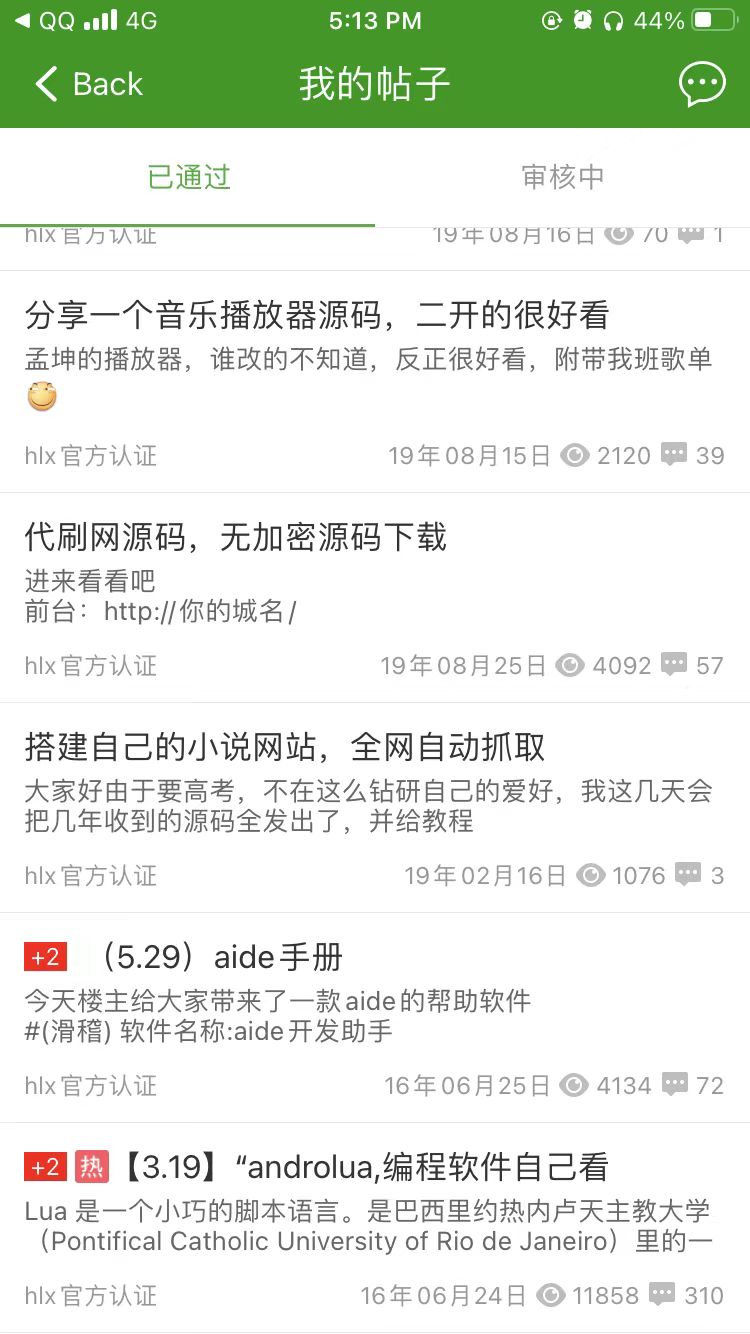 QQ 4G 5:13 PM 44%
Back 我的帖子
已通过 审核中
hlx官方认证 19年08月16日 70 1
分享一个音乐播放器源码，二开的很好看
孟坤的播放器，谁改的不知道，反正很好看，附带我班歌单
hlx官方认证 19年08月15日 2120 39
代刷网源码，无加密源码下载
进来看看吧
前台：http://你的城名/
hlx官方认证 19年08月25日 4092 57
搭建自己的小说网站，全网自动抓取
大家好由于要高考，不在这么钻研自己的爱好，我这几天会
把几年收到的源码全发出了，并给教程
hlx官方认证 19年02月16日 1076 3
+2 （5.29）aide手册
今天楼主给大家带来了一款aide的帮助软件
#(滑稽) 软件名称:aide开发助手
hlx官方认证 16年06月25日 4134 72
+2 热 【3.19】“androlua,编程软件自己看
Lua 是一个小巧的脚本语言。是巴西里约热内卢天主教大学
（Pontifical Catholic University of Rio de Janeiro）里的一
hlx官方认证 16年06月24日 11858 310